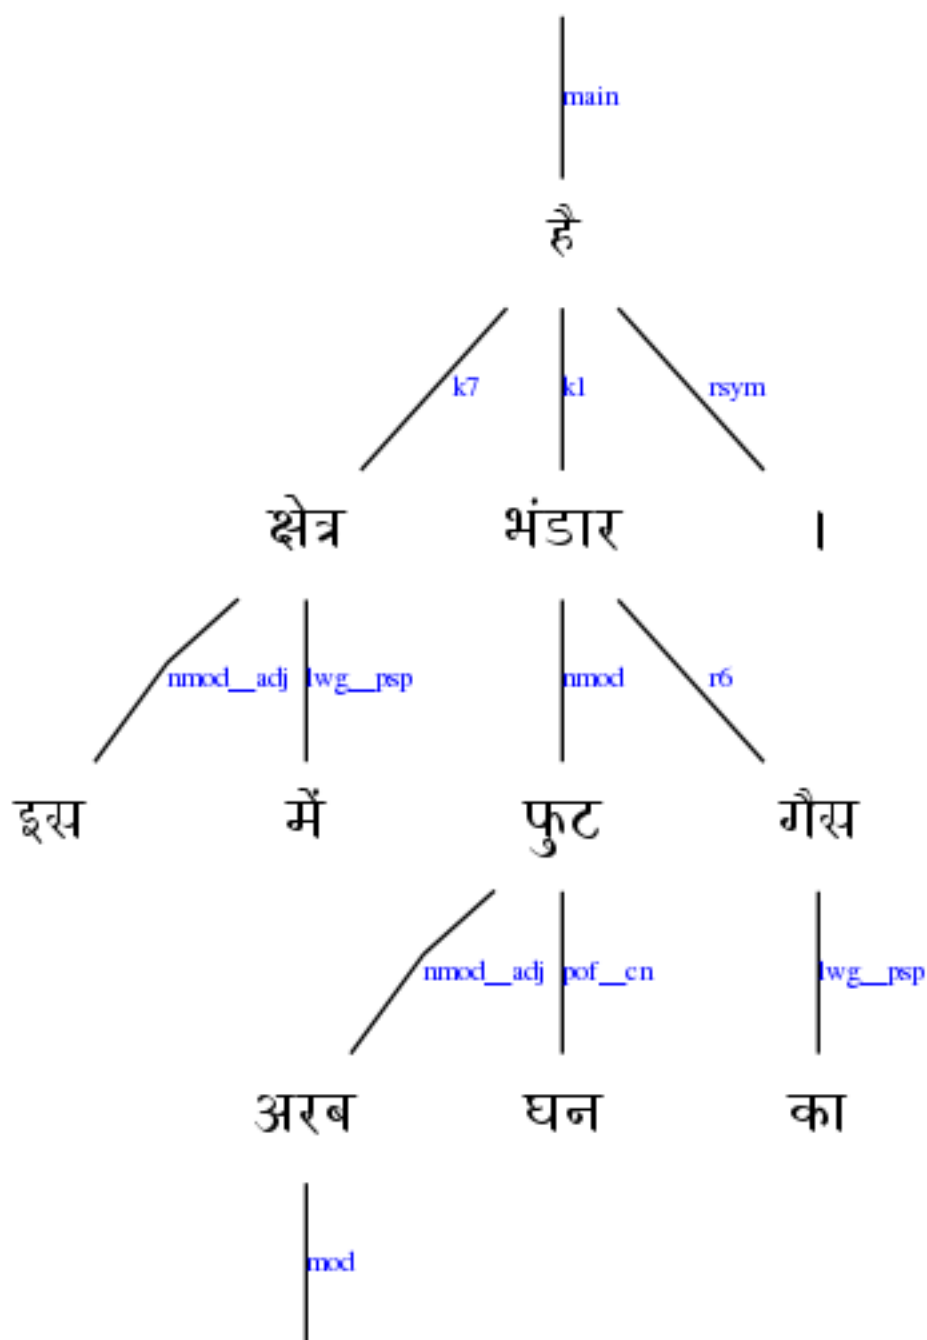 main
है
k7 k1 rsym
क्षेत्र भंडार ।
nmod__adj lwg__psp nmod r6
इस में फुट गैस
nmod__adj pof__cn lwg__psp
अरब घन का
mod